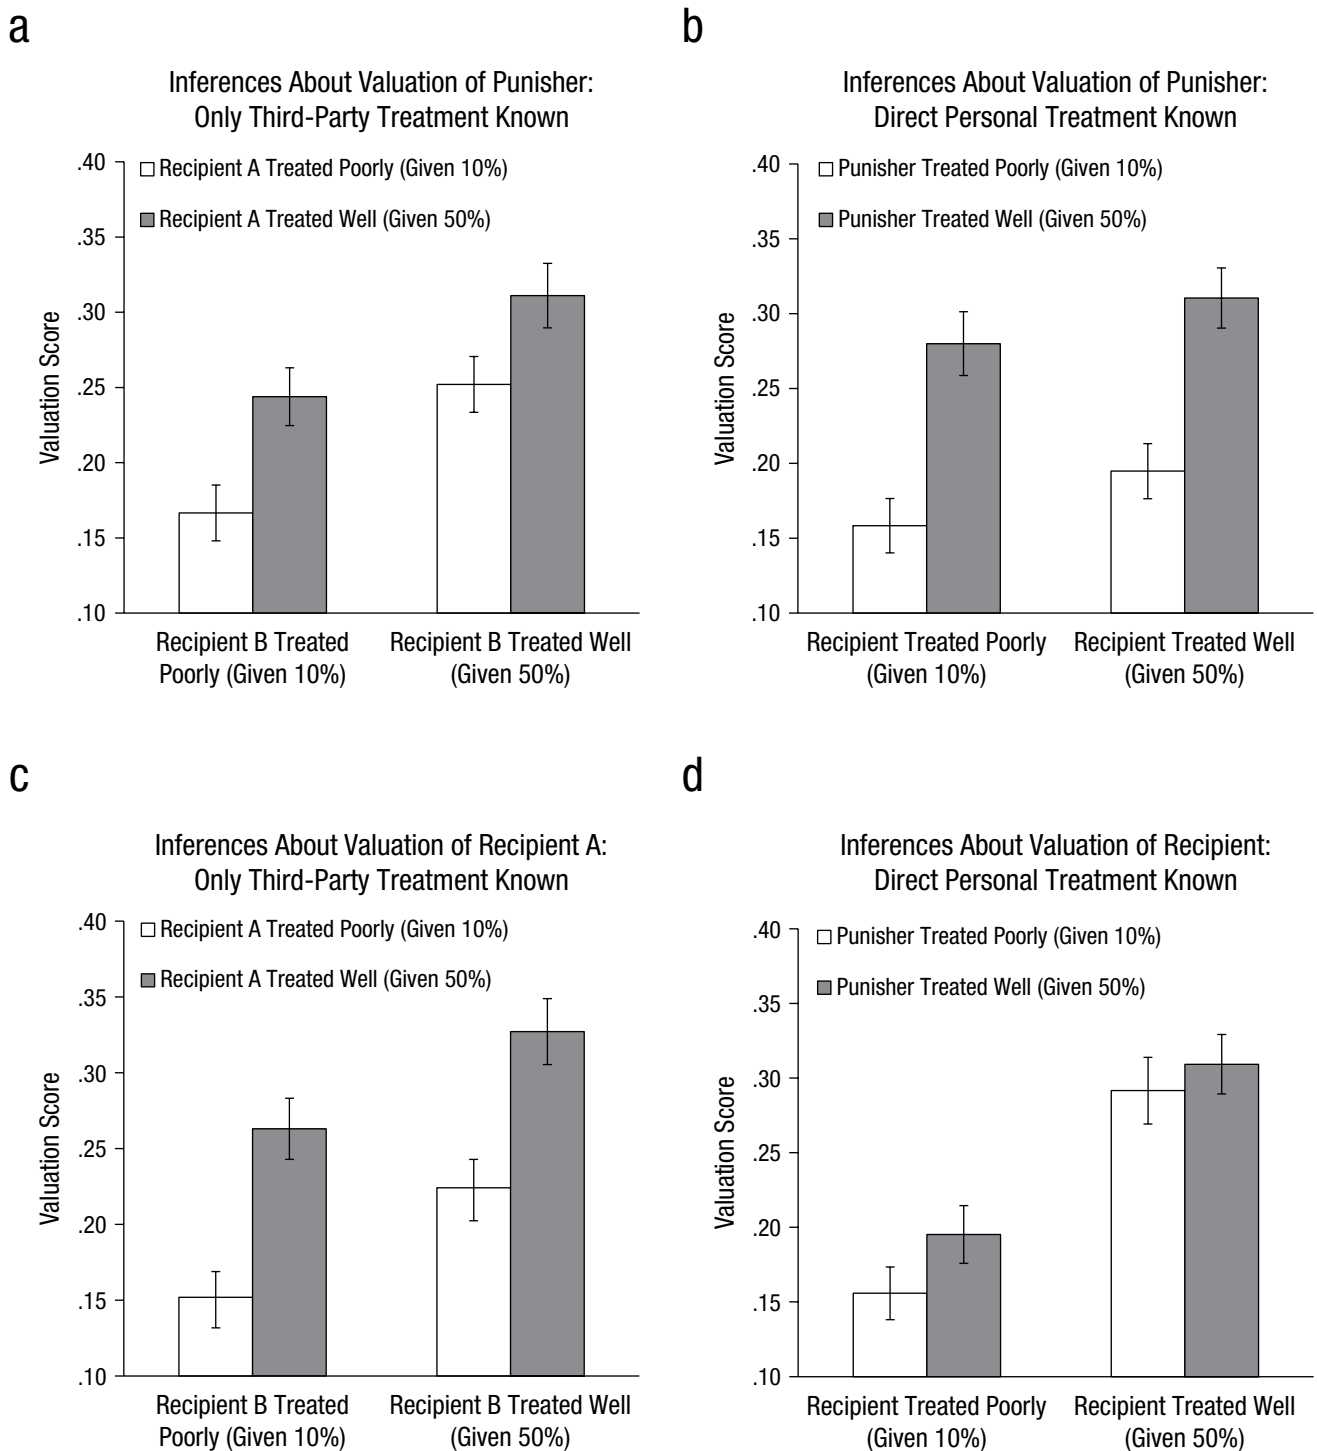 a
Inferences About Valuation of Punisher:
Only Third-Party Treatment Known
Recipient A Treated Poorly (Given 10%)
Recipient A Treated Well (Given 50%)
Valuation Score
.40
.35
.30
.25
.20
.15
.10
Recipient B Treated
Poorly (Given 10%)
Recipient B Treated Well
(Given 50%)
b
Inferences About Valuation of Punisher:
Direct Personal Treatment Known
Punisher Treated Poorly (Given 10%)
Punisher Treated Well (Given 50%)
Valuation Score
.40
.35
.30
.25
.20
.15
.10
Recipient Treated Poorly
(Given 10%)
Recipient Treated Well
(Given 50%)
c
Inferences About Valuation of Recipient A:
Only Third-Party Treatment Known
Recipient A Treated Poorly (Given 10%)
Recipient A Treated Well (Given 50%)
Valuation Score
.40
.35
.30
.25
.20
.15
.10
Recipient B Treated
Poorly (Given 10%)
Recipient B Treated Well
(Given 50%)
d
Inferences About Valuation of Recipient:
Direct Personal Treatment Known
Punisher Treated Poorly (Given 10%)
Punisher Treated Well (Given 50%)
Valuation Score
.40
.35
.30
.25
.20
.15
.10
Recipient Treated Poorly
(Given 10%)
Recipient Treated Well
(Given 50%)